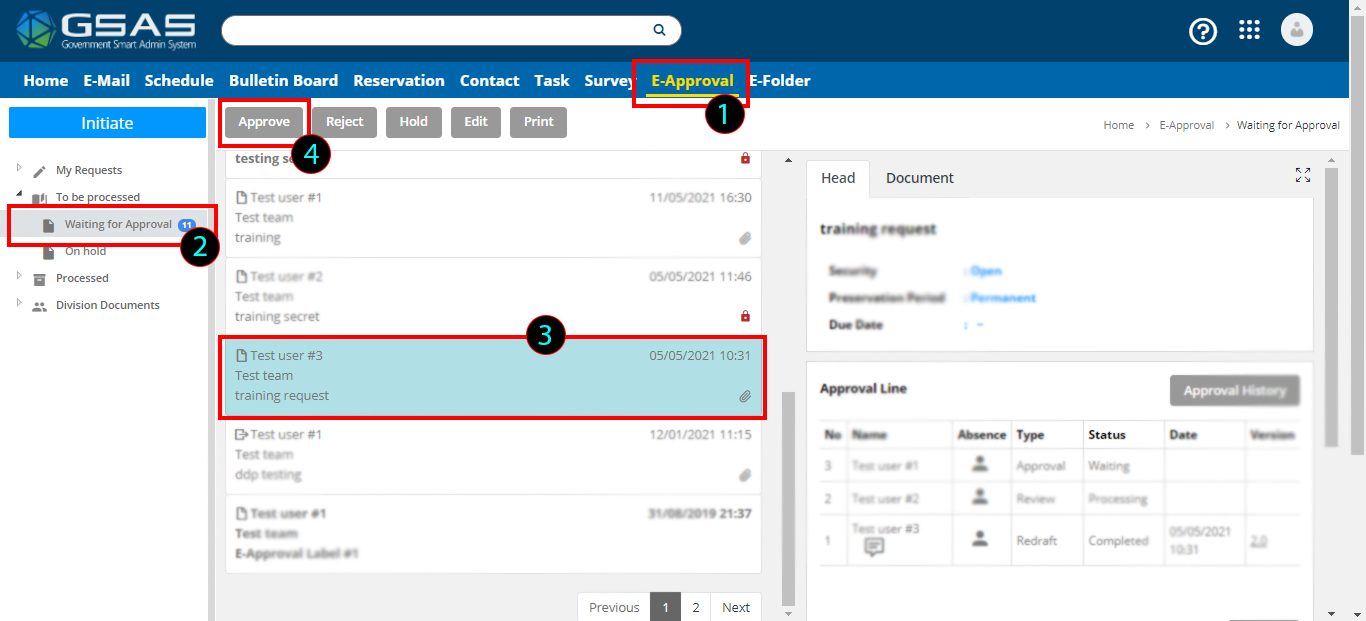 GSAS
Government Smart Admin System
Home E-Mail Schedule Bulletin Board Reservation Contact Task Survey E-Approval E-Folder
1
Initiate
Approve Reject Hold Edit Print
Home > E-Approval > Waiting for Approval
4
My Requests
To be processed
Waiting for Approval 11
2
On hold
Processed
Division Documents
testing se
Test user #1 11/05/2021 16:30
Test team
training
Test user #2 05/05/2021 11:46
Test team
training secret
3
Test user #3 05/05/2021 10:31
Test team
training request
Test user #1 12/01/2021 11:15
Test team
ddp testing
Test user #1 31/08/2019 21:37
Test team
E-Approval Label #1
Previous 1 2 Next
Head Document
training request
Security : Open
Preservation Period : Permanent
Due Date : –
Approval Line Approval History
No Name Absence Type Status Date Version
3 Test user #1 Approval Waiting
2 Test user #2 Review Processing
1 Test user #3 Redraft Completed 05/05/2021 10:31 2.0